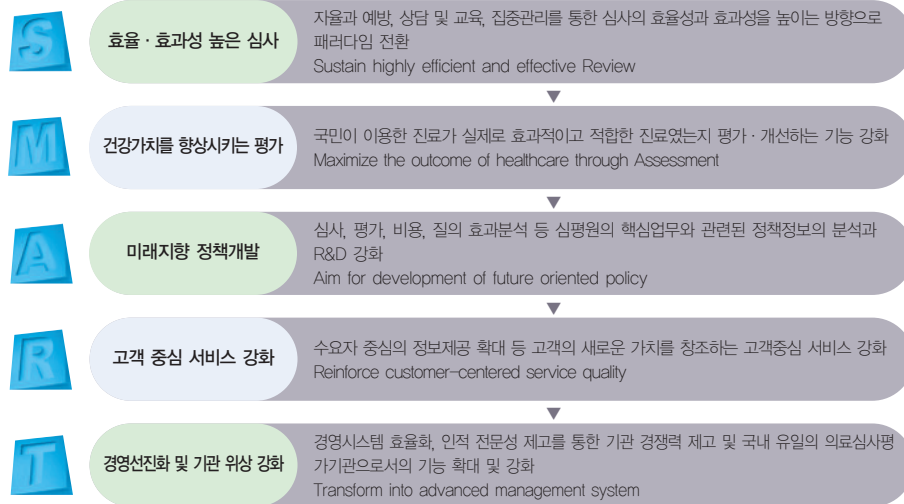 S
효율 · 효과성 높은 심사
자율과 예방, 상담 및 교육, 집중관리를 통한 심사의 효율성과 효과성을 높이는 방향으로
패러다임 전환
Sustain highly efficient and effective Review
M
건강가치를 향상시키는 평가
국민이 이용한 진료가 실제로 효과적이고 적합한 진료였는지 평가 · 개선하는 기능 강화
Maximize the outcome of healthcare through Assessment
A
미래지향 정책개발
심사, 평가, 비용, 질의 효과분석 등 심평원의 핵심업무와 관련된 정책정보의 분석과
R&D 강화
Aim for development of future oriented policy
R
고객 중심 서비스 강화
수요자 중심의 정보제공 확대 등 고객의 새로운 가치를 창조하는 고객중심 서비스 강화
Reinforce customer-centered service quality
T
경영선진화 및 기관 위상 강화
경영시스템 효율화, 인적 전문성 제고를 통한 기관 경쟁력 제고 및 국내 유일의 의료심사평
가기관으로서의 기능 확대 및 강화
Transform into advanced management system